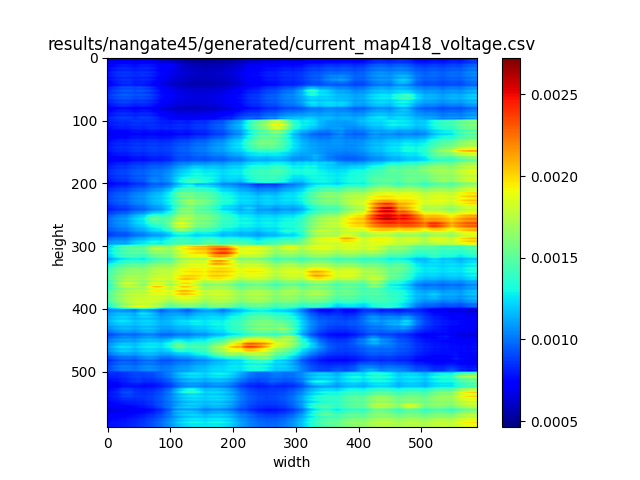 results/nangate45/generated/current_map418_voltage.csv
0
100
200
300
400
500
height
0 100 200 300 400 500
width
0.0025
0.0020
0.0015
0.0010
0.0005